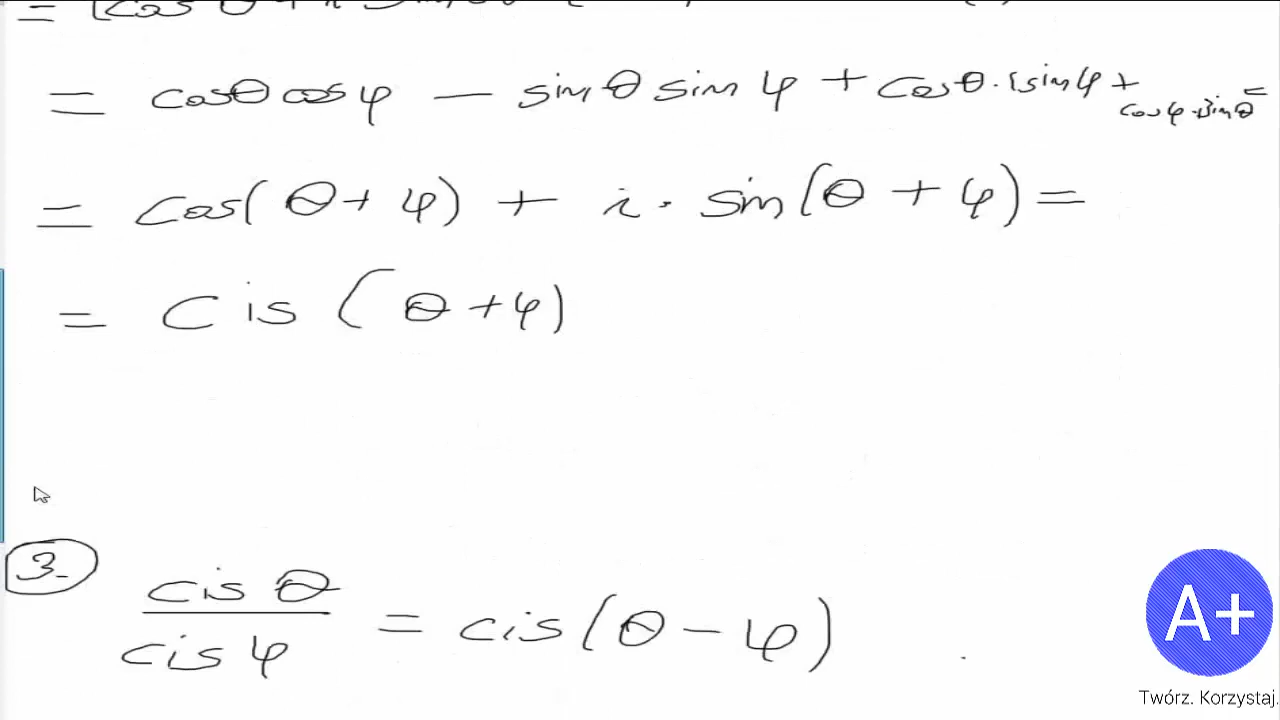 = cosθ cosφ − sinθ sinφ + cosθ · i sinφ +
cosφ · i sinθ =
= cos(θ + φ) + i · sin(θ + φ) =
= cis (θ + φ)
3. cis θ / cis φ = cis(θ − φ)
A+
Twórz. Korzystaj.